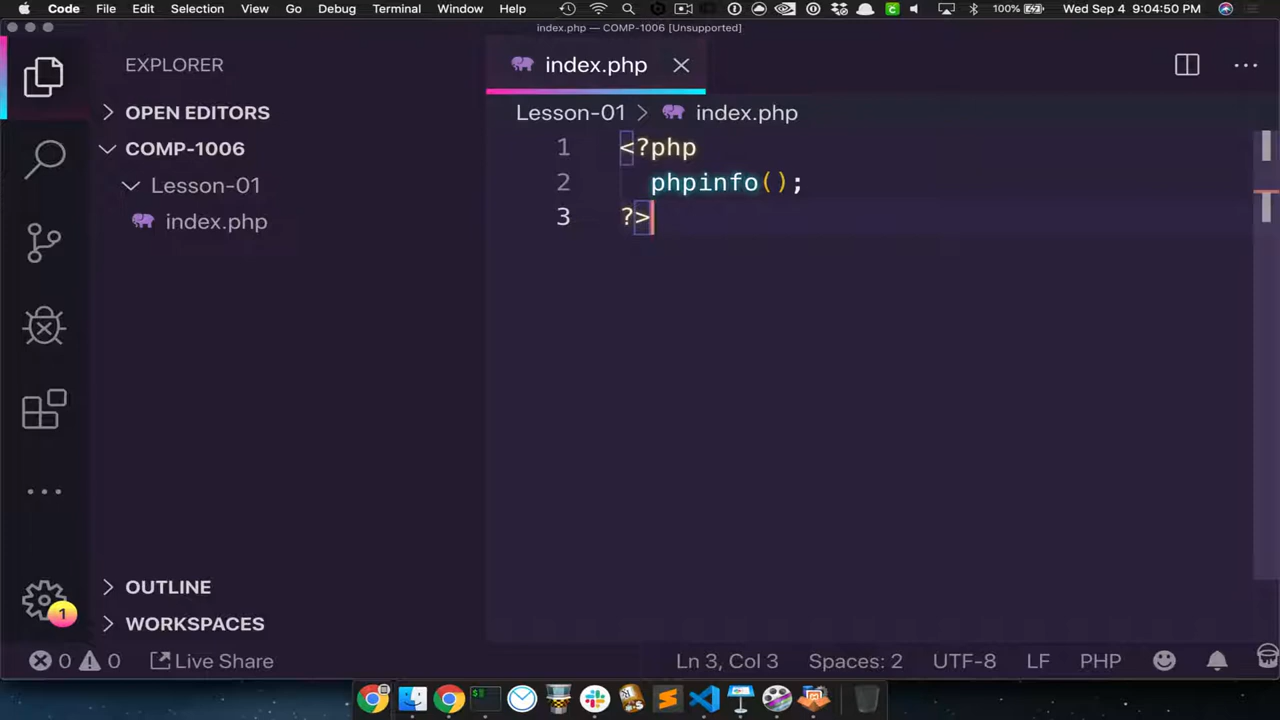 Code File Edit Selection View Go Debug Terminal Window Help 100% Wed Sep 4 9:04:50 PM
index.php — COMP-1006 [Unsupported]
EXPLORER
OPEN EDITORS
COMP-1006
Lesson-01
index.php
OUTLINE
WORKSPACES
1
index.php
Lesson-01 > index.php
1 <?php
2 phpinfo();
3 ?>
0 0 Live Share Ln 3, Col 3 Spaces: 2 UTF-8 LF PHP